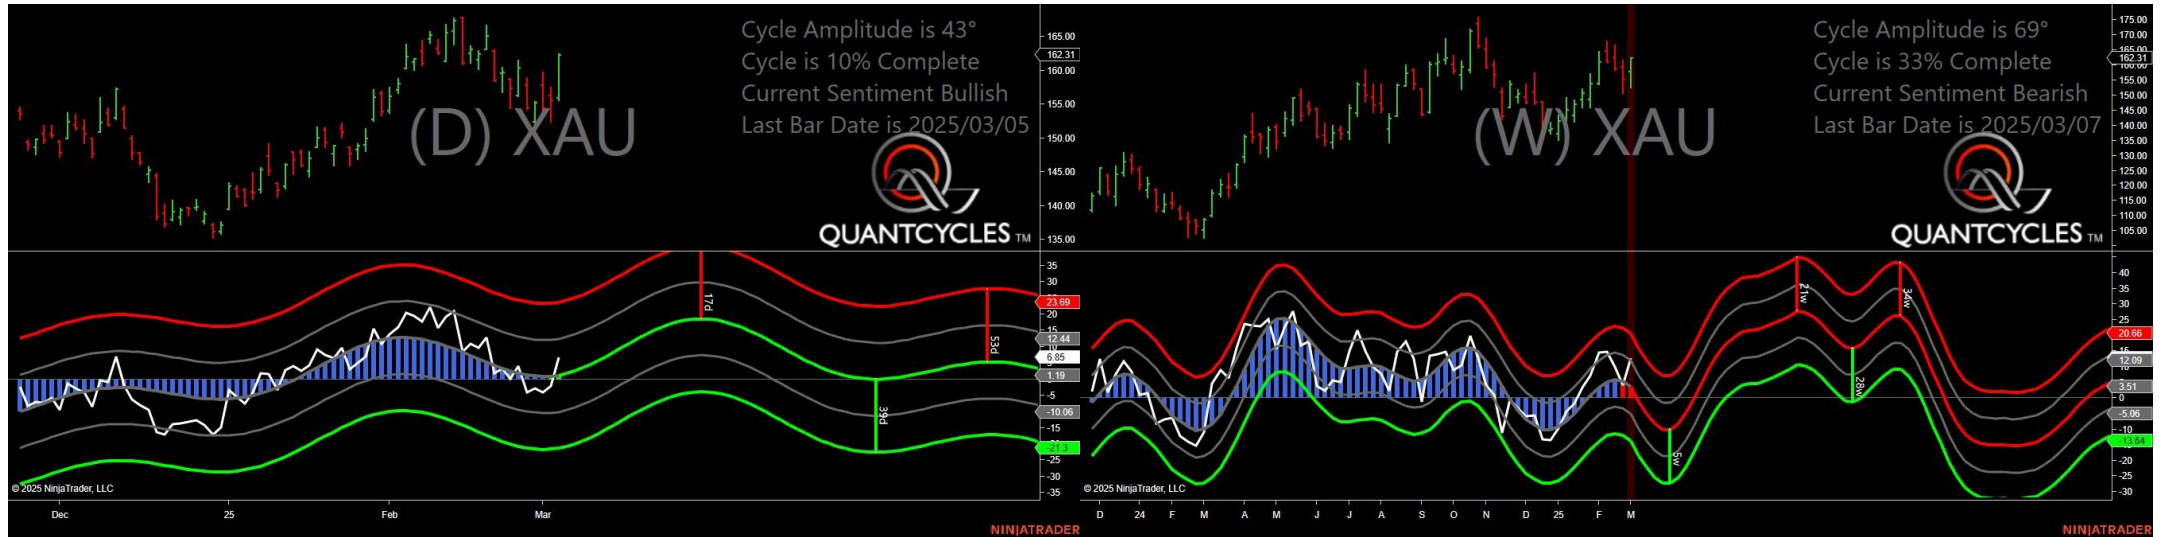 Cycle Amplitude is 43°
Cycle is 10% Complete
Current Sentiment Bullish
Last Bar Date is 2025/03/05
(D) XAU
QUANTCYCLES TM
165.00
162.31
160.00
155.00
150.00
145.00
140.00
135.00
35
30
23.69
20
15
12.44
10
6.85
1.19
-5
-10.06
-15
-21.3
-25
-30
-35
17d
39d
53d
© 2025 NinjaTrader, LLC
Dec 25 Feb Mar
NINJATRADER
Cycle Amplitude is 69°
Cycle is 33% Complete
Current Sentiment Bearish
Last Bar Date is 2025/03/07
(W) XAU
QUANTCYCLES TM
175.00
170.00
165.00
162.31
160.00
155.00
150.00
145.00
140.00
135.00
130.00
125.00
120.00
115.00
110.00
105.00
40
35
30
25
20.66
15
12.09
10
3.51
0
-5.06
-10
-13.64
-20
-25
-30
5w
21w
28w
34w
© 2025 NinjaTrader, LLC
D 24 F M A M J J A S O N D 25 F M
NINJATRADER